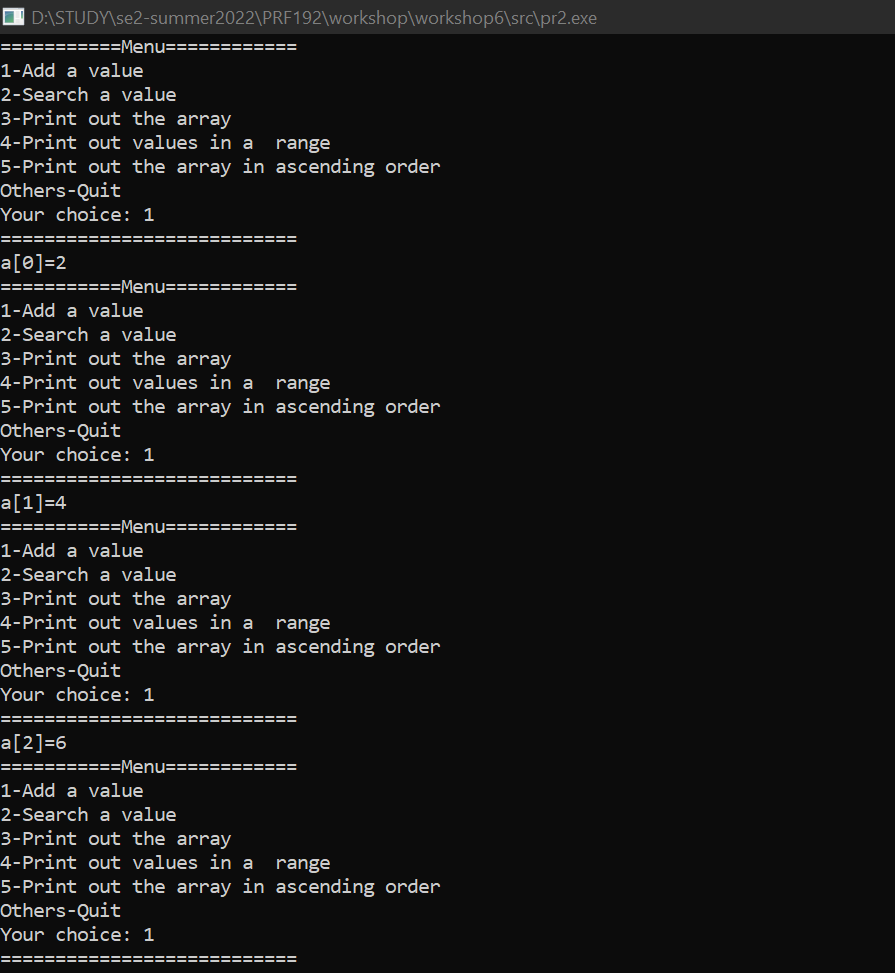 D:\STUDY\se2-summer2022\PRF192\workshop\workshop6\src\pr2.exe
===========Menu============
1-Add a value
2-Search a value
3-Print out the array
4-Print out values in a  range
5-Print out the array in ascending order
Others-Quit
Your choice: 1
===========================
a[0]=2
===========Menu============
1-Add a value
2-Search a value
3-Print out the array
4-Print out values in a  range
5-Print out the array in ascending order
Others-Quit
Your choice: 1
===========================
a[1]=4
===========Menu============
1-Add a value
2-Search a value
3-Print out the array
4-Print out values in a  range
5-Print out the array in ascending order
Others-Quit
Your choice: 1
===========================
a[2]=6
===========Menu============
1-Add a value
2-Search a value
3-Print out the array
4-Print out values in a  range
5-Print out the array in ascending order
Others-Quit
Your choice: 1
===========================